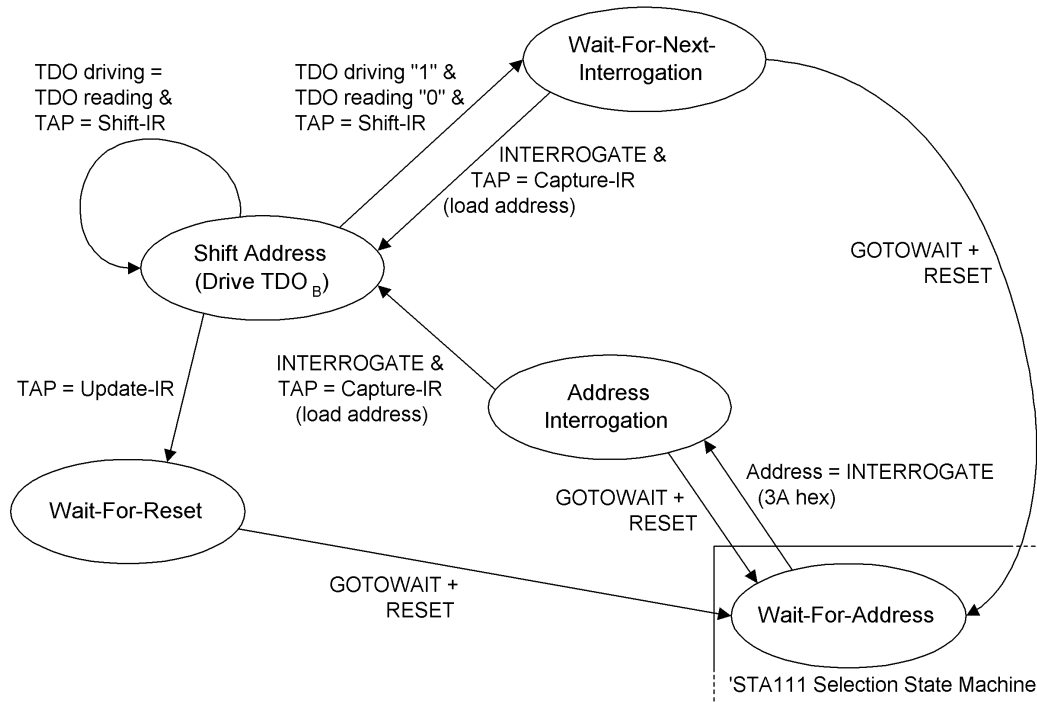 Wait-For-Next-
Interrogation
TDO driving =
TDO reading &
TAP = Shift-IR
TDO driving "1" &
TDO reading "0" &
TAP = Shift-IR
INTERROGATE &
TAP = Capture-IR
(load address)
Shift Address
(Drive TDO B)
GOTOWAIT +
RESET
INTERROGATE &
TAP = Capture-IR
(load address)
TAP = Update-IR
Address
Interrogation
Address = INTERROGATE
(3A hex)
GOTOWAIT +
RESET
Wait-For-Reset
GOTOWAIT +
RESET
Wait-For-Address
'STA111 Selection State Machine